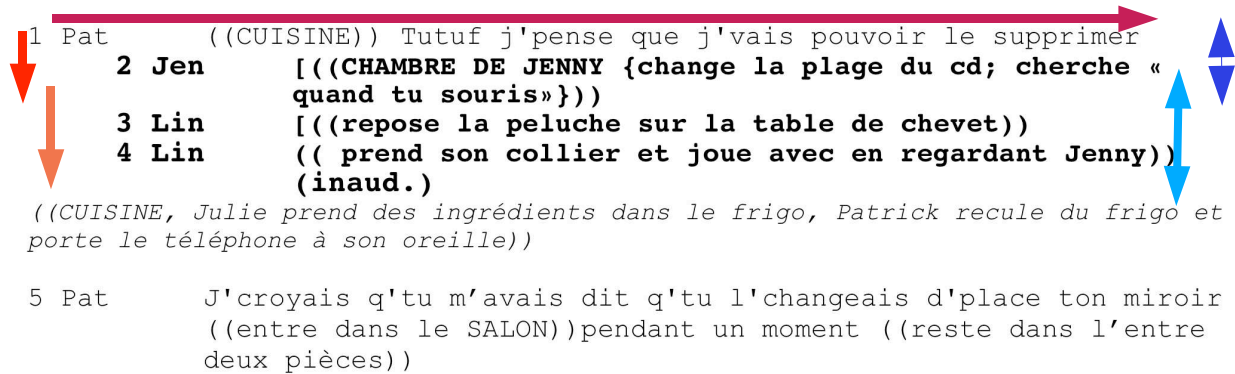 1 Pat ((CUISINE)) Tutuf j'pense que j'vais pouvoir le supprimer
2 Jen [((CHAMBRE DE JENNY {change la plage du cd; cherche «
quand tu souris»}))
3 Lin [((repose la peluche sur la table de chevet))
4 Lin (( prend son collier et joue avec en regardant Jenny))
(inaud.)
((CUISINE, Julie prend des ingrédients dans le frigo, Patrick recule du frigo et
porte le téléphone à son oreille))
5 Pat J'croyais q'tu m’avais dit q'tu l'changeais d'place ton miroir
((entre dans le SALON))pendant un moment ((reste dans l’entre
deux pièces))